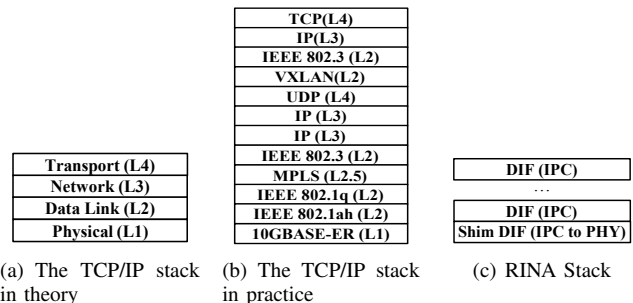 Transport (L4)
Network (L3)
Data Link (L2)
Physical (L1)
(a) The TCP/IP stack
in theory
TCP(L4)
IP(L3)
IEEE 802.3 (L2)
VXLAN(L2)
UDP (L4)
IP (L3)
IP (L3)
IEEE 802.3 (L2)
MPLS (L2.5)
IEEE 802.1q (L2)
IEEE 802.1ah (L2)
10GBASE-ER (L1)
(b) The TCP/IP stack
in practice
DIF (IPC)
...
DIF (IPC)
Shim DIF (IPC to PHY)
(c) RINA Stack